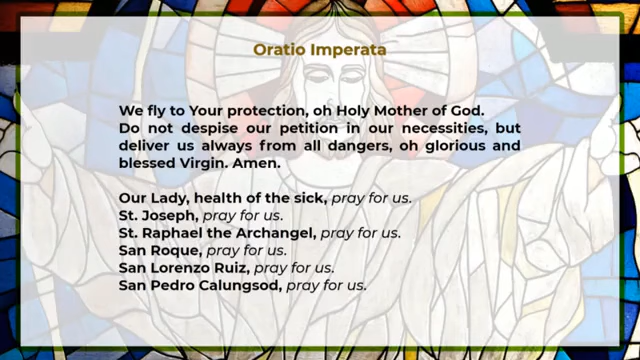 Oratio Imperata
We fly to Your protection, oh Holy Mother of God.
Do not despise our petition in our necessities, but
deliver us always from all dangers, oh glorious and
blessed Virgin. Amen.
Our Lady, health of the sick, pray for us.
St. Joseph, pray for us.
St. Raphael the Archangel, pray for us.
San Roque, pray for us.
San Lorenzo Ruiz, pray for us.
San Pedro Calungsod, pray for us.